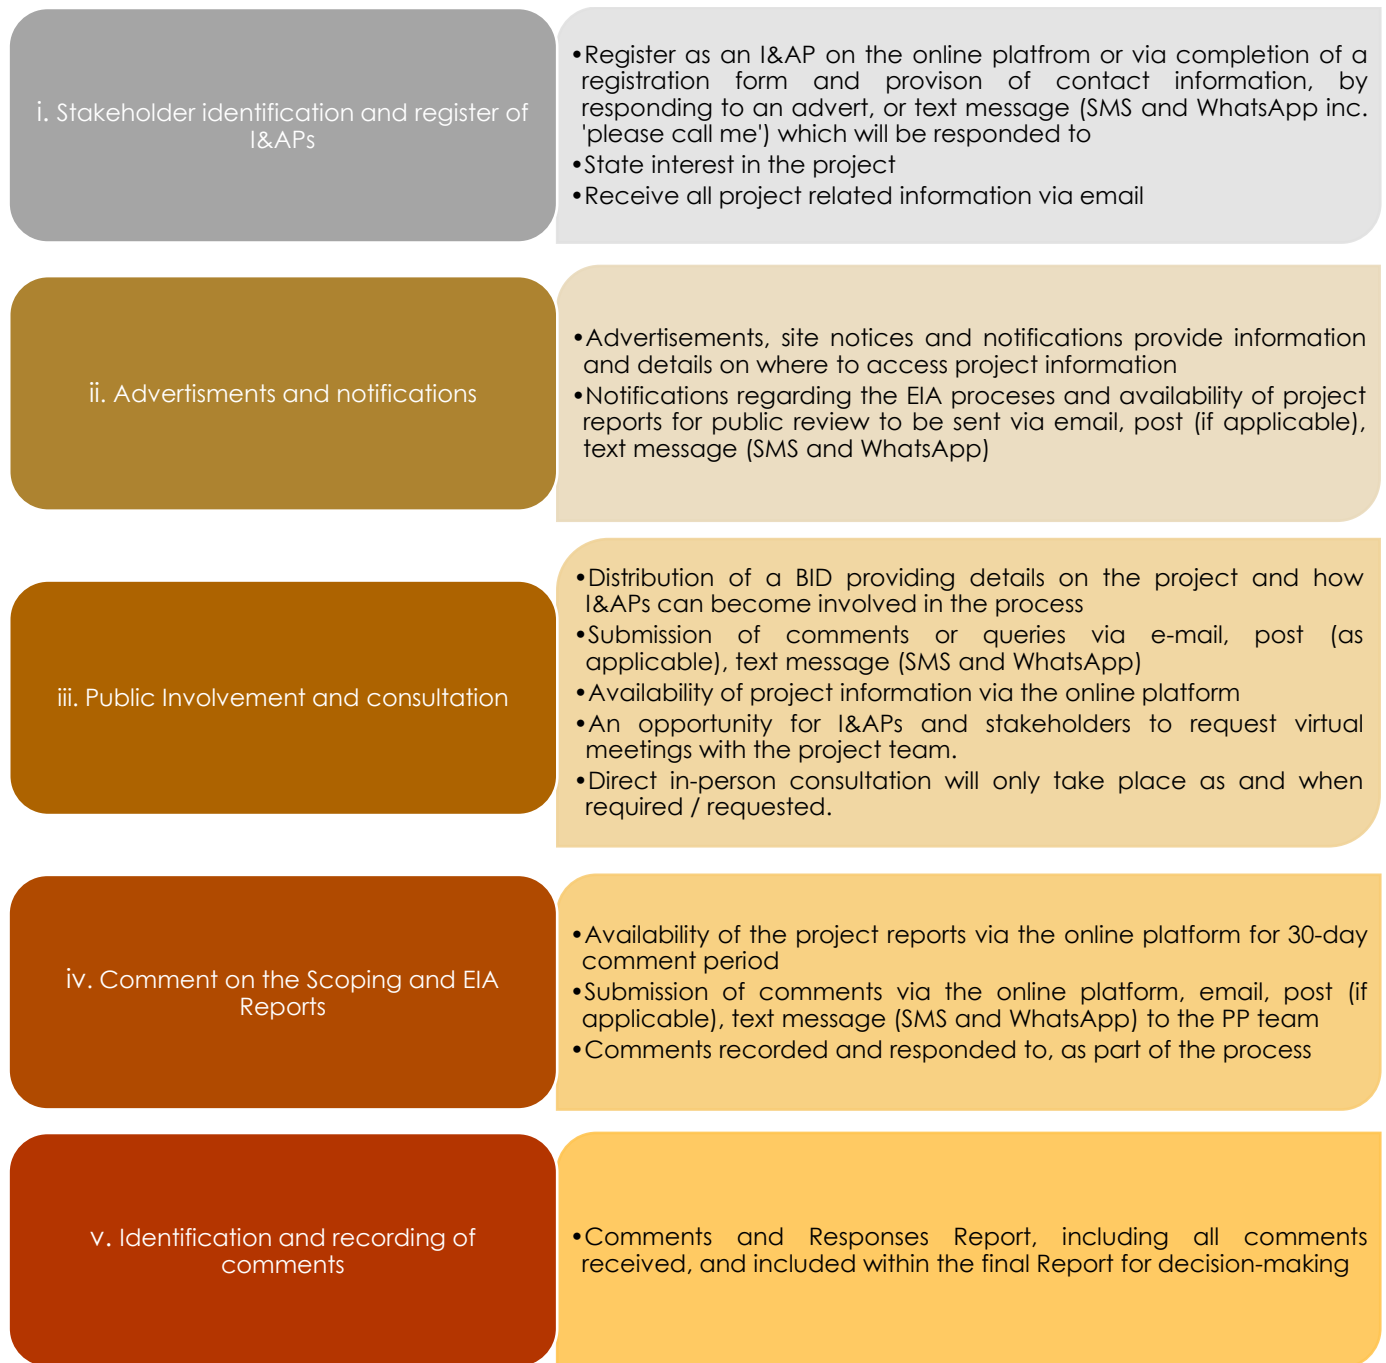 i. Stakeholder identification and register of
I&APs
•Register as an I&AP on the online platfrom or via completion of a
registration form and provison of contact information, by
responding to an advert, or text message (SMS and WhatsApp inc.
'please call me') which will be responded to
•State interest in the project
•Receive all project related information via email
ii. Advertisments and notifications
•Advertisements, site notices and notifications provide information
and details on where to access project information
•Notifications regarding the EIA proceses and availability of project
reports for public review to be sent via email, post (if applicable),
text message (SMS and WhatsApp)
iii. Public Involvement and consultation
•Distribution of a BID providing details on the project and how
I&APs can become involved in the process
•Submission of comments or queries via e-mail, post (as
applicable), text message (SMS and WhatsApp)
•Availability of project information via the online platform
•An opportunity for I&APs and stakeholders to request virtual
meetings with the project team.
•Direct in-person consultation will only take place as and when
required / requested.
iv. Comment on the Scoping and EIA
Reports
•Availability of the project reports via the online platform for 30-day
comment period
•Submission of comments via the online platform, email, post (if
applicable), text message (SMS and WhatsApp) to the PP team
•Comments recorded and responded to, as part of the process
v. Identification and recording of
comments
•Comments and Responses Report, including all comments
received, and included within the final Report for decision-making